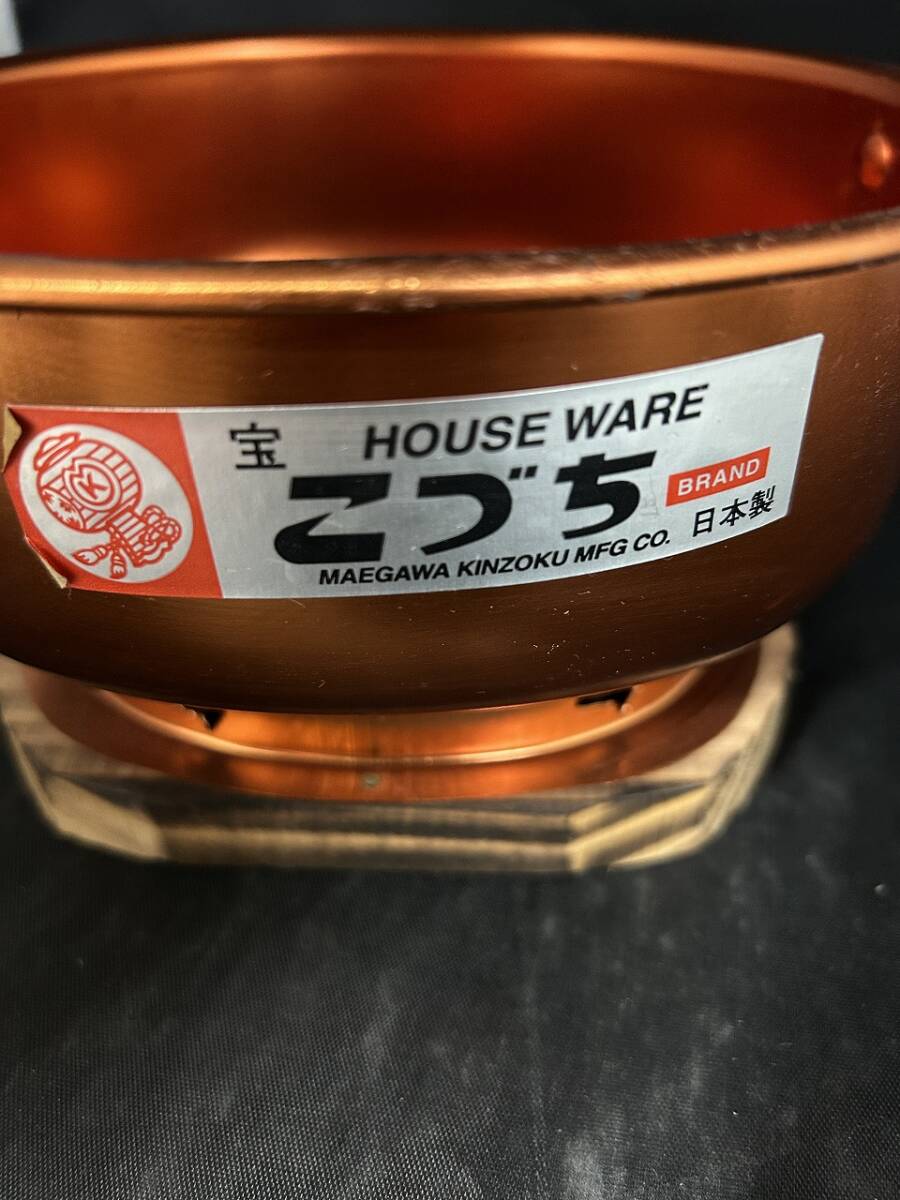 HOUSE WARE
宝
こづち BRAND
MAEGAWA KINZOKU MFG CO. 日本製
K